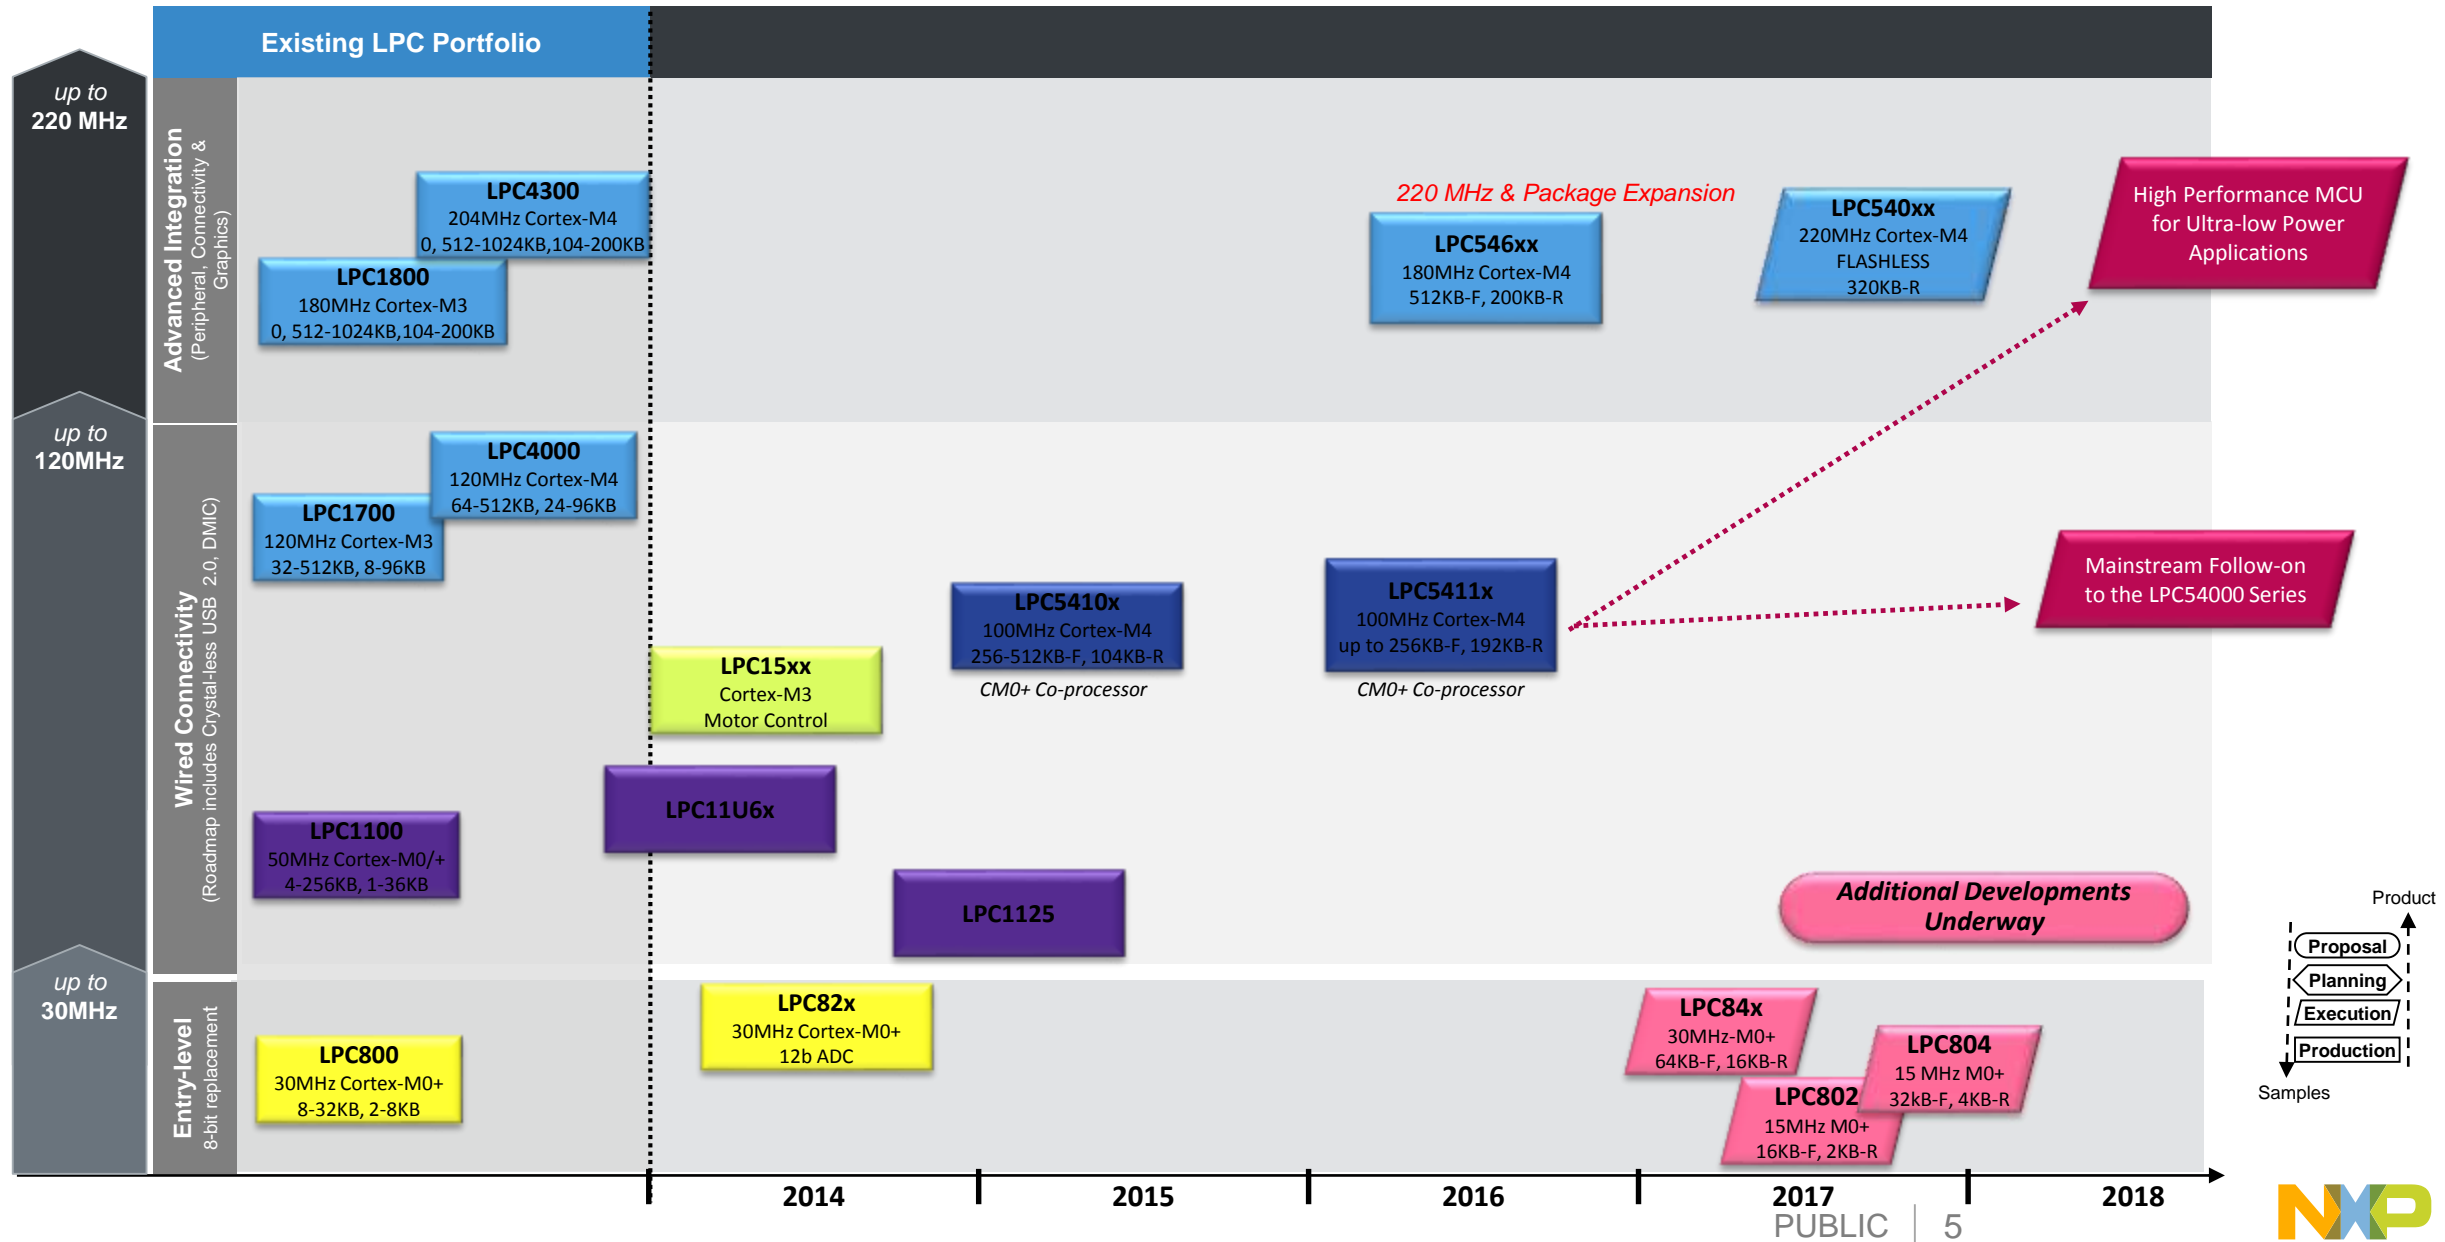 Existing LPC Portfolio
up to
220 MHz
Advanced Integration
(Peripheral, Connectivity &
Graphics)
LPC4300
204MHz Cortex-M4
0, 512-1024KB,104-200KB
LPC1800
180MHz Cortex-M3
0, 512-1024KB,104-200KB
220 MHz & Package Expansion
LPC546xx
180MHz Cortex-M4
512KB-F, 200KB-R
LPC540xx
220MHz Cortex-M4
FLASHLESS
320KB-R
High Performance MCU
for Ultra-low Power
Applications
up to
120MHz
Wired Connectivity
(Roadmap includes Crystal-less USB 2.0, DMIC)
LPC4000
120MHz Cortex-M4
64-512KB, 24-96KB
LPC1700
120MHz Cortex-M3
32-512KB, 8-96KB
LPC5410x
100MHz Cortex-M4
256-512KB-F, 104KB-R
CM0+ Co-processor
LPC5411x
100MHz Cortex-M4
up to 256KB-F, 192KB-R
CM0+ Co-processor
Mainstream Follow-on
to the LPC54000 Series
LPC15xx
Cortex-M3
Motor Control
LPC11U6x
LPC1100
50MHz Cortex-M0/+
4-256KB, 1-36KB
LPC1125
Additional Developments
Underway
Product
Proposal
Planning
Execution
Production
Samples
up to
30MHz
Entry-level
8-bit replacement
LPC800
30MHz Cortex-M0+
8-32KB, 2-8KB
LPC82x
30MHz Cortex-M0+
12b ADC
LPC84x
30MHz-M0+
64KB-F, 16KB-R
LPC804
15 MHz M0+
32kB-F, 4KB-R
LPC802
15MHz M0+
16KB-F, 2KB-R
2014
2015
2016
2017
2018
PUBLIC
5
NXP